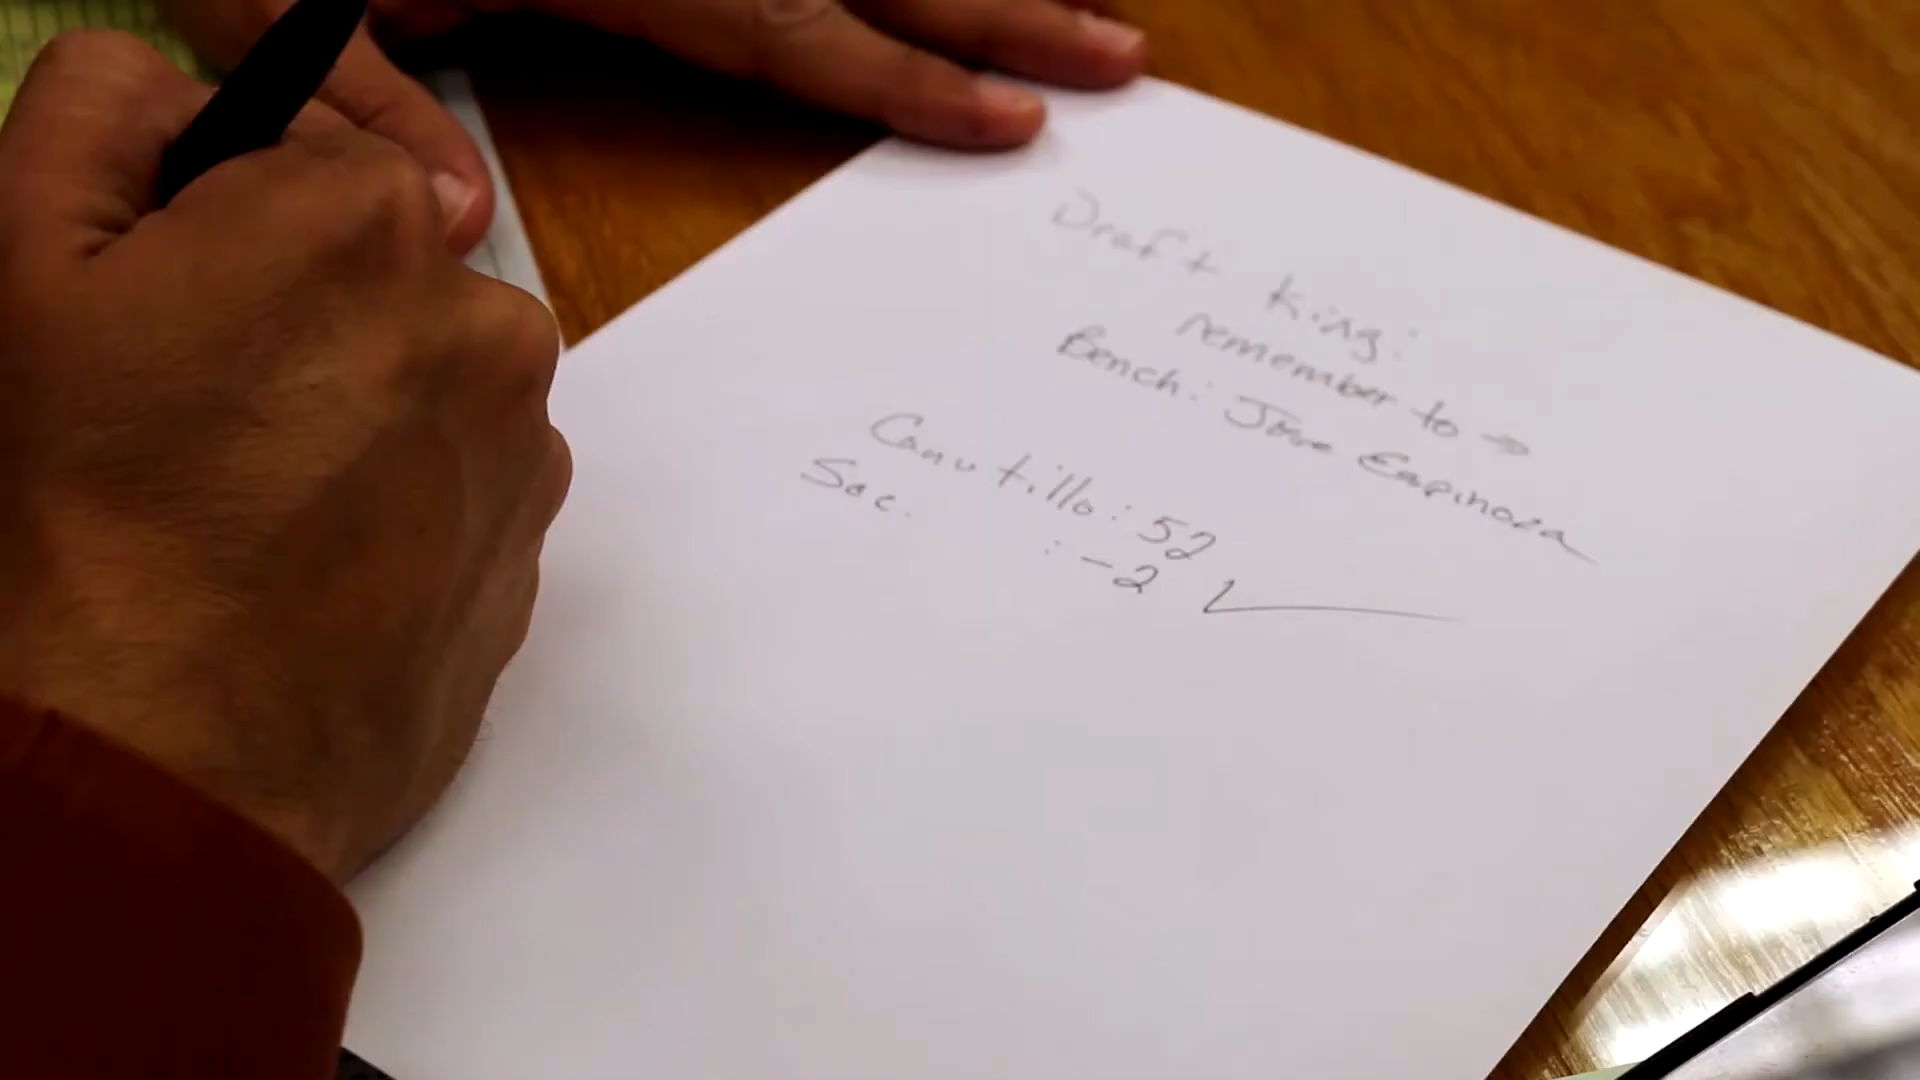 Draft King:
remember to →
Bench: Jose Espinoza
Canutillo: 52
Soc. : -2 ✓